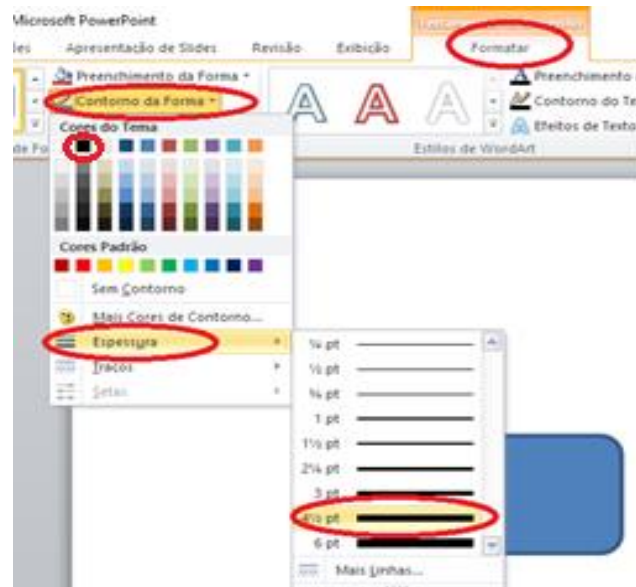 Microsoft PowerPoint
ões Apresentação de Slides Revisão Exibição Formatar
Preenchimento da Forma
Contorno da Forma
A A A
A Preenchimento
Contorno do Te
Efeitos de Texto
de Fo
Estilos de WordArt
Cores do Tema
Cores Padrão
Sem Contorno
Mais Cores de Contorno...
Espessura
Traços
Setas
¼ pt
½ pt
¾ pt
1 pt
1½ pt
2¼ pt
3 pt
4½ pt
6 pt
Mais Linhas...